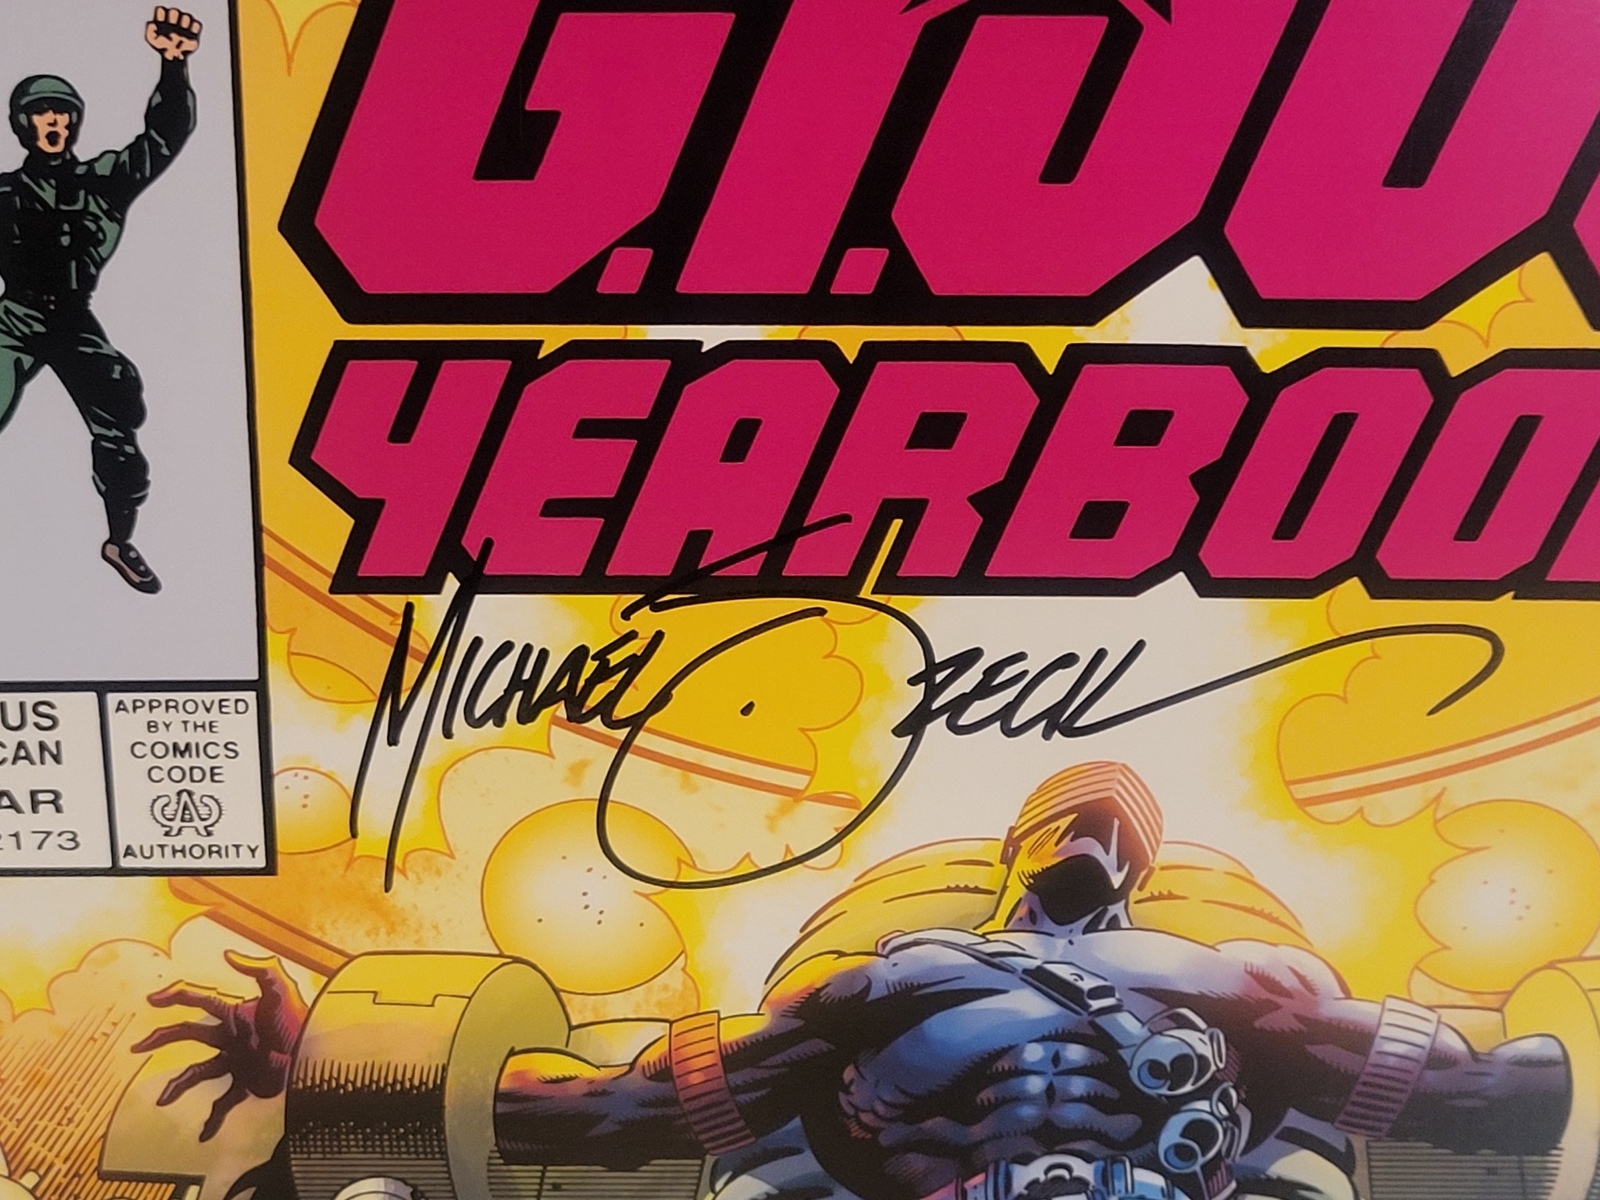 G.I.JO
YEARBOO
MICHAEL J. ZECK
US
CAN
AR
2173
APPROVED
BY THE
COMICS
CODE
A
AUTHORITY